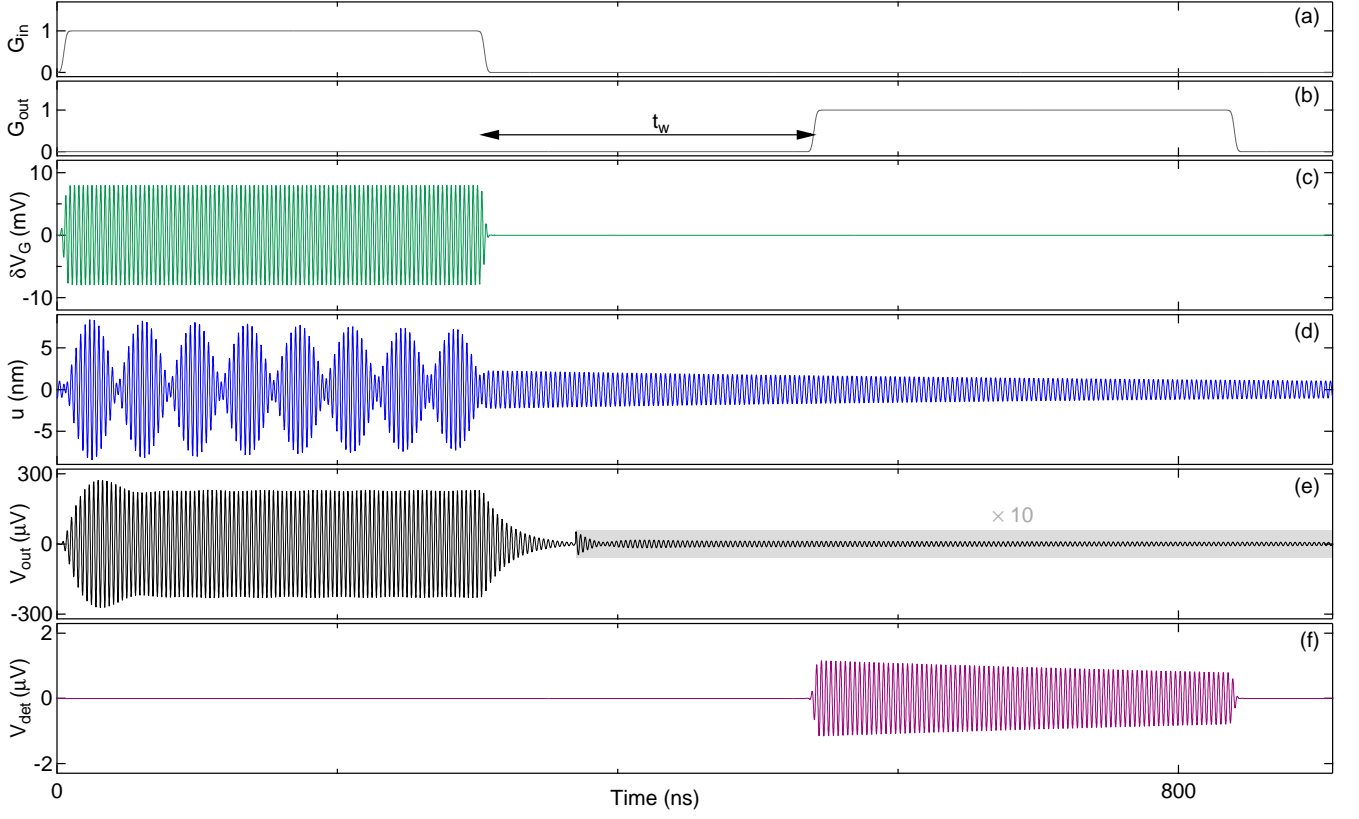 (a)
G_in
1
0
(b)
G_out
1
0
t_w
(c)
δV_G (mV)
10
0
-10
(d)
u (nm)
5
0
-5
(e)
V_out (μV)
300
0
-300
× 10
(f)
V_det (μV)
2
0
-2
0
800
Time (ns)